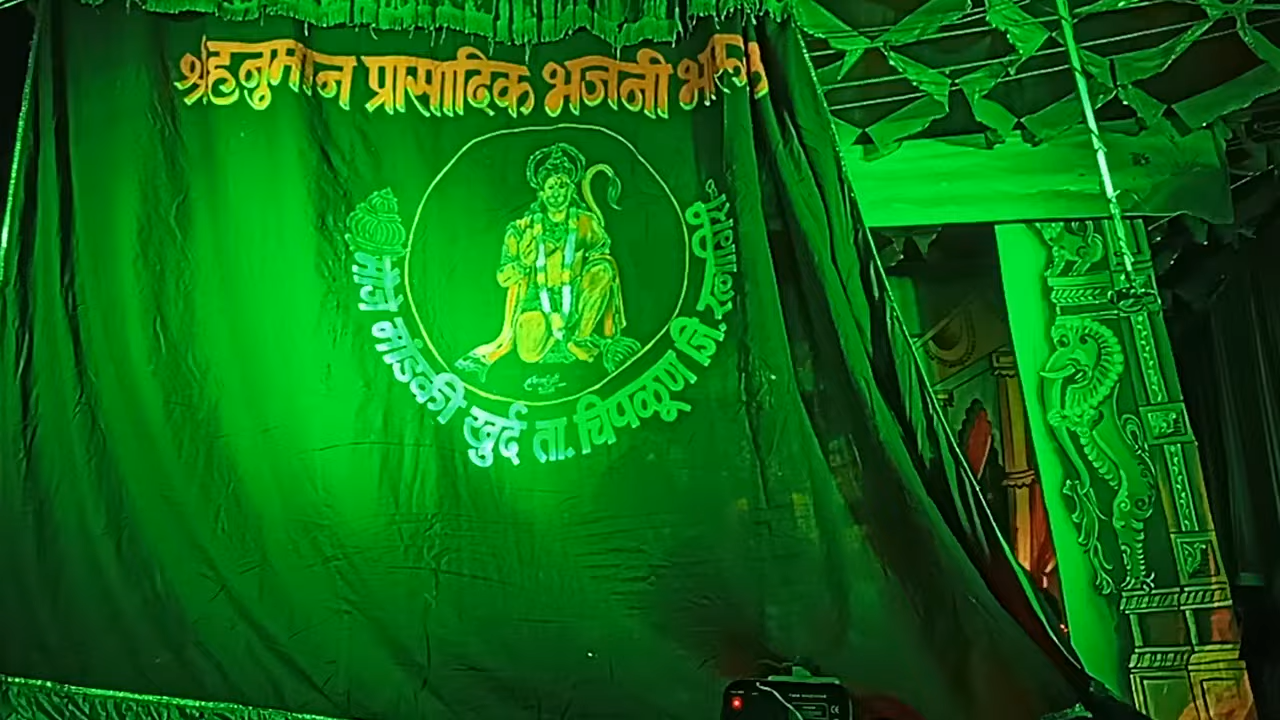 श्रीहनुमान प्रासादिक भजनी
मौजे मांडकी खुर्द ता. चिपळूण जि. रत्नागिरी